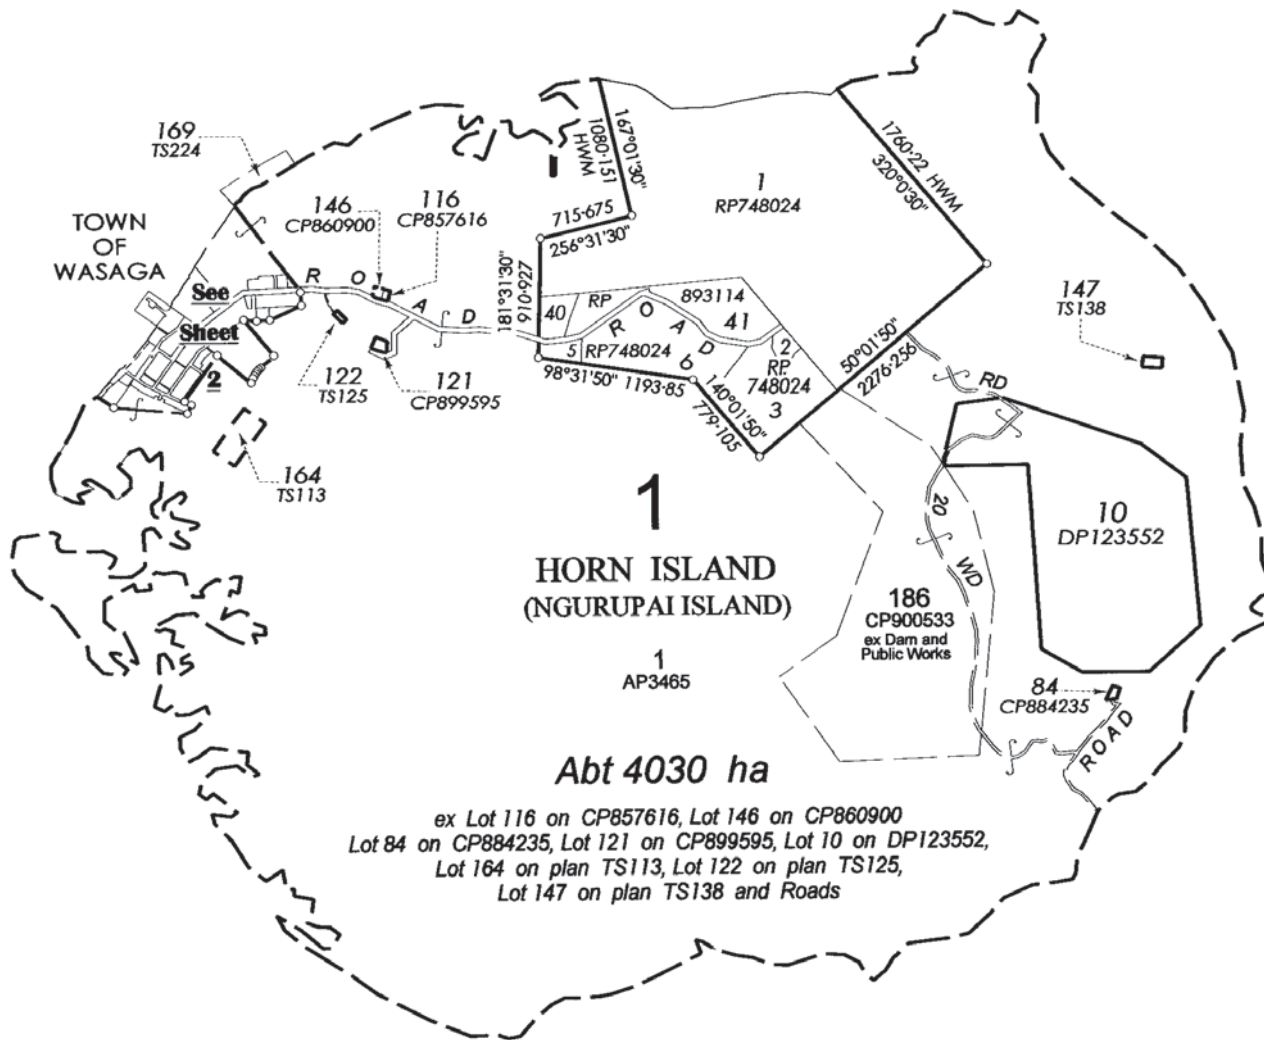 169
TS224
TOWN
OF
WASAGA
See
Sheet
2
146
CP860900
116
CP857616
R O A D
122
TS125
121
CP899595
164
TS113
167°01'30"
1080·151
HWM
715·675
256°31'30"
181°31'30"
910·927
1
RP748024
1760·22 HWM
320°0'30"
40
RP 893114
41
R O A D
5 RP748024
6
2
RP.
748024
3
98°31'50" 1193·85
140°01'50"
779·105
50°01'50"
2276·256
147
TS138
RD
20 WD
10
DP123552
1
HORN ISLAND
(NGURUPAI ISLAND)
1
AP3465
186
CP900533
ex Dam and
Public Works
84
CP884235
ROAD
Abt 4030 ha
ex Lot 116 on CP857616, Lot 146 on CP860900
Lot 84 on CP884235, Lot 121 on CP899595, Lot 10 on DP123552,
Lot 164 on plan TS113, Lot 122 on plan TS125,
Lot 147 on plan TS138 and Roads